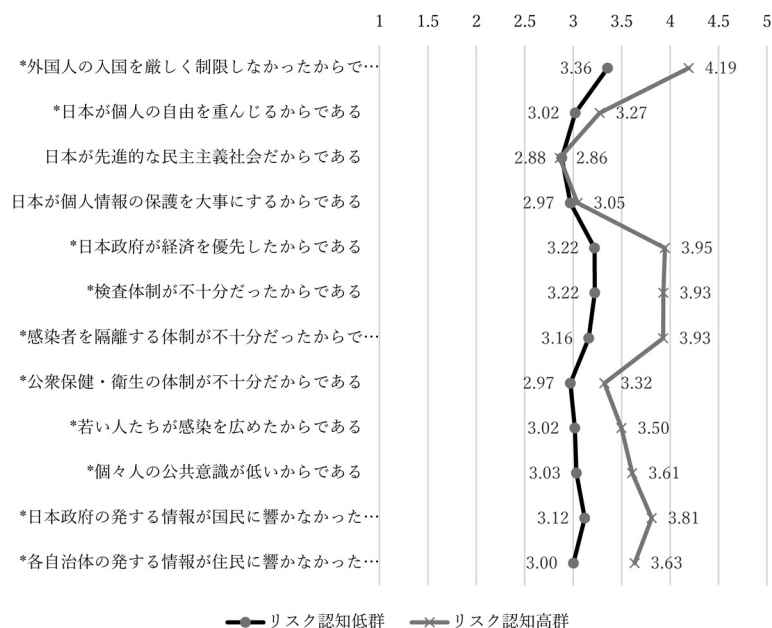 1 1.5 2 2.5 3 3.5 4 4.5 5
*外国人の入国を厳しく制限しなかったからで… 3.36 4.19
*日本が個人の自由を重んじるからである 3.02 3.27
日本が先進的な民主主義社会だからである 2.88 2.86
日本が個人情報の保護を大事にするからである 2.97 3.05
*日本政府が経済を優先したからである 3.22 3.95
*検査体制が不十分だったからである 3.22 3.93
*感染者を隔離する体制が不十分だったからで… 3.16 3.93
*公衆保健・衛生の体制が不十分だからである 2.97 3.32
*若い人たちが感染を広めたからである 3.02 3.50
*個々人の公共意識が低いからである 3.03 3.61
*日本政府の発する情報が国民に響かなかった… 3.12 3.81
*各自治体の発する情報が住民に響かなかった… 3.00 3.63
リスク認知低群 リスク認知高群